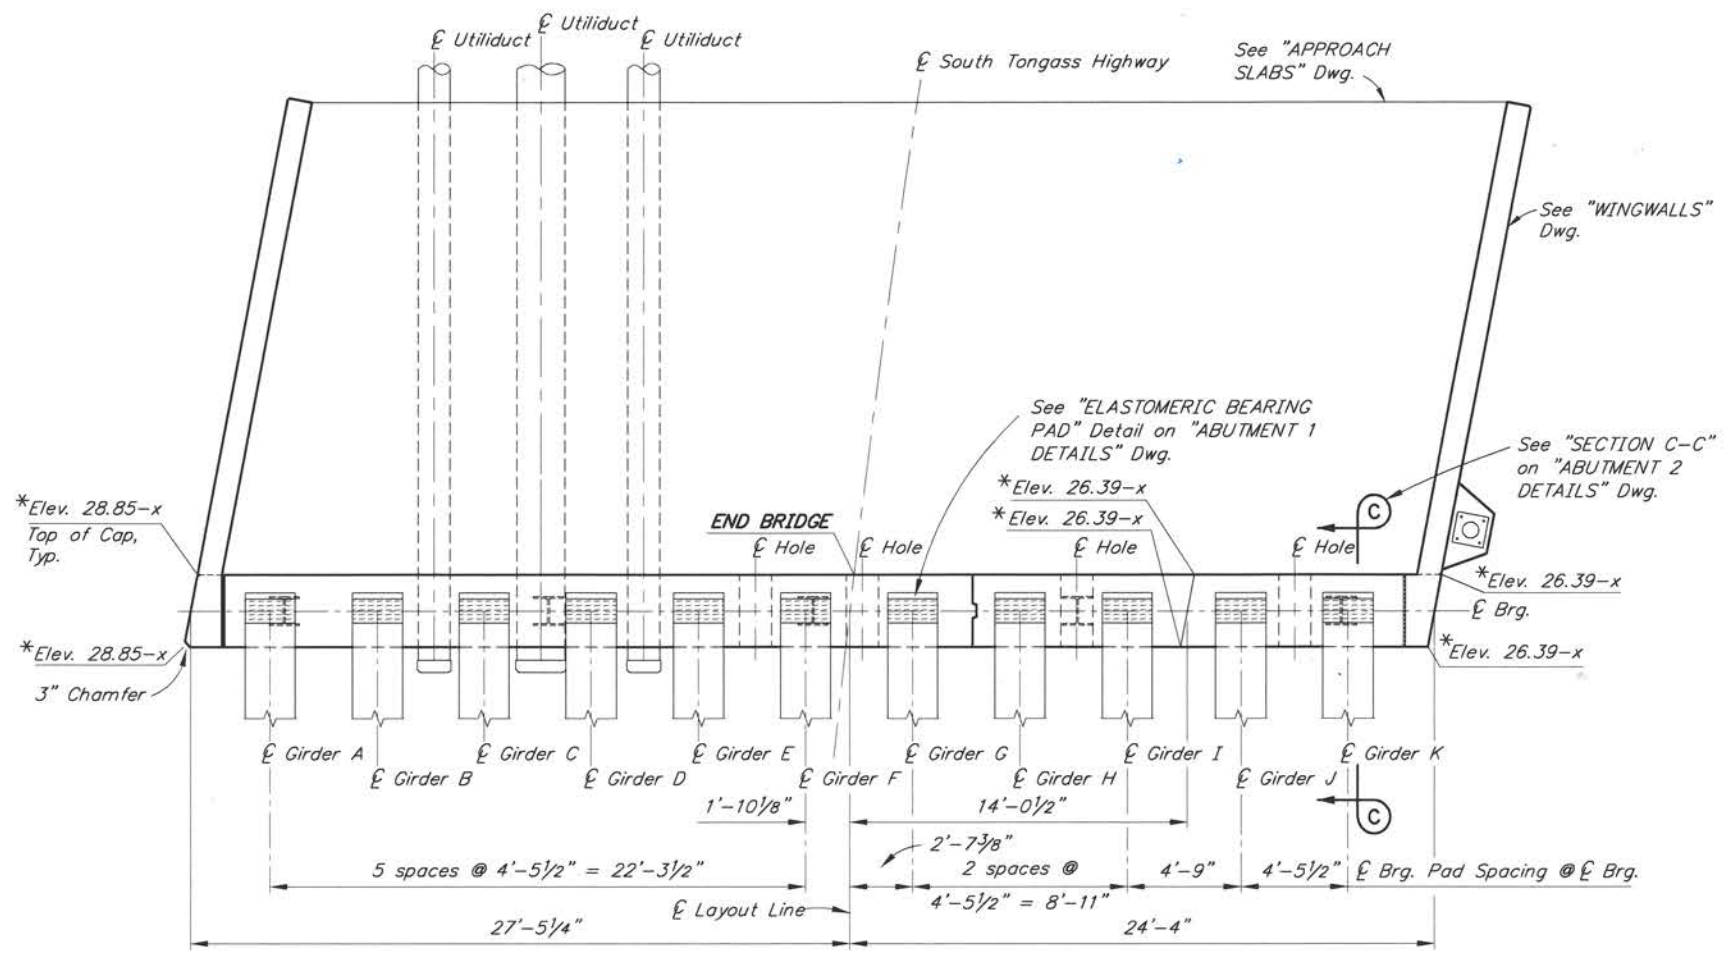 ℄ Utiliduct
℄ Utiliduct
℄ Utiliduct
℄ South Tongass Highway
See "APPROACH
SLABS" Dwg.
See "WINGWALLS"
Dwg.
See "ELASTOMERIC BEARING
PAD" Detail on "ABUTMENT 1
DETAILS" Dwg.
See "SECTION C-C"
on "ABUTMENT 2
DETAILS" Dwg.
*Elev. 28.85-x
Top of Cap,
Typ.
*Elev. 26.39-x
*Elev. 26.39-x
C
END BRIDGE
℄ Hole
℄ Hole
℄ Hole
℄ Hole
*Elev. 26.39-x
℄ Brg.
*Elev. 28.85-x
*Elev. 26.39-x
3" Chamfer
℄ Girder A
℄ Girder B
℄ Girder C
℄ Girder D
℄ Girder E
℄ Girder F
℄ Girder G
℄ Girder H
℄ Girder I
℄ Girder J
℄ Girder K
1'-10⅛"
14'-0½"
C
2'-7⅜"
5 spaces @ 4'-5½" = 22'-3½"
2 spaces @
4'-5½" = 8'-11"
4'-9"
4'-5½"
℄ Brg. Pad Spacing @ ℄ Brg.
℄ Layout Line
27'-5¼"
24'-4"